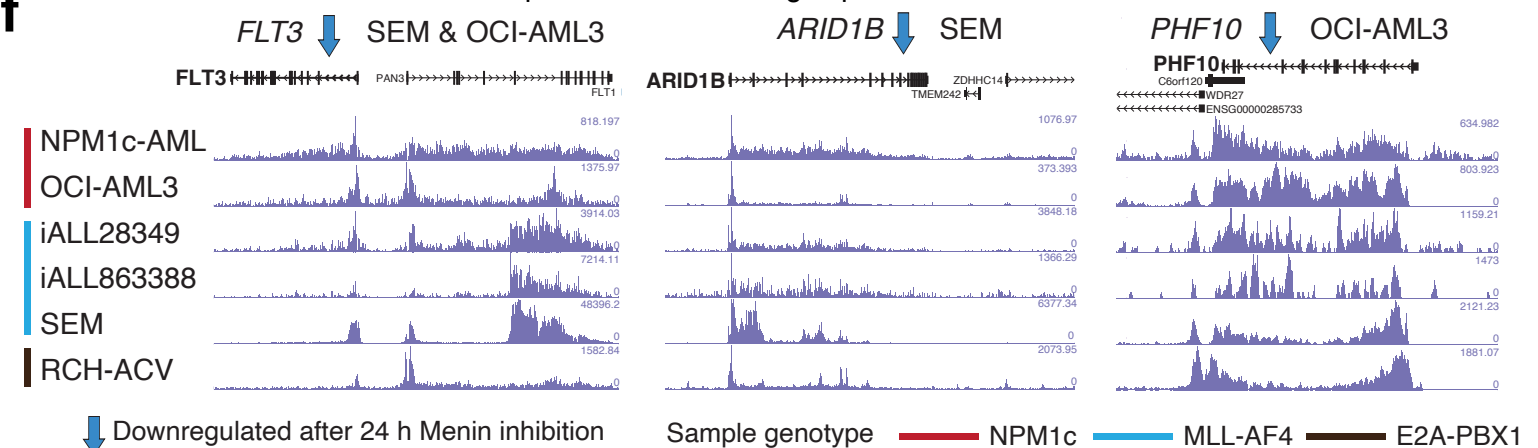 f
FLT3 SEM & OCI-AML3 ARID1B SEM PHF10 OCI-AML3
FLT3 PAN3 FLT1
ARID1B ZDHHC14 TMEM242
PHF10 C6orf120 WDR27 ENSG00000285733
NPM1c-AML 818.197 0 1076.97 0 634.982 0
OCI-AML3 1375.97 0 373.393 0 803.923 0
iALL28349 3914.03 0 3848.18 0 1159.21 0
iALL863388 7214.11 0 1366.29 0 1473 0
SEM 48396.2 0 6377.34 0 2121.23 0
RCH-ACV 1582.84 0 2073.95 0 1881.07 0
Downregulated after 24 h Menin inhibition Sample genotype NPM1c MLL-AF4 E2A-PBX1